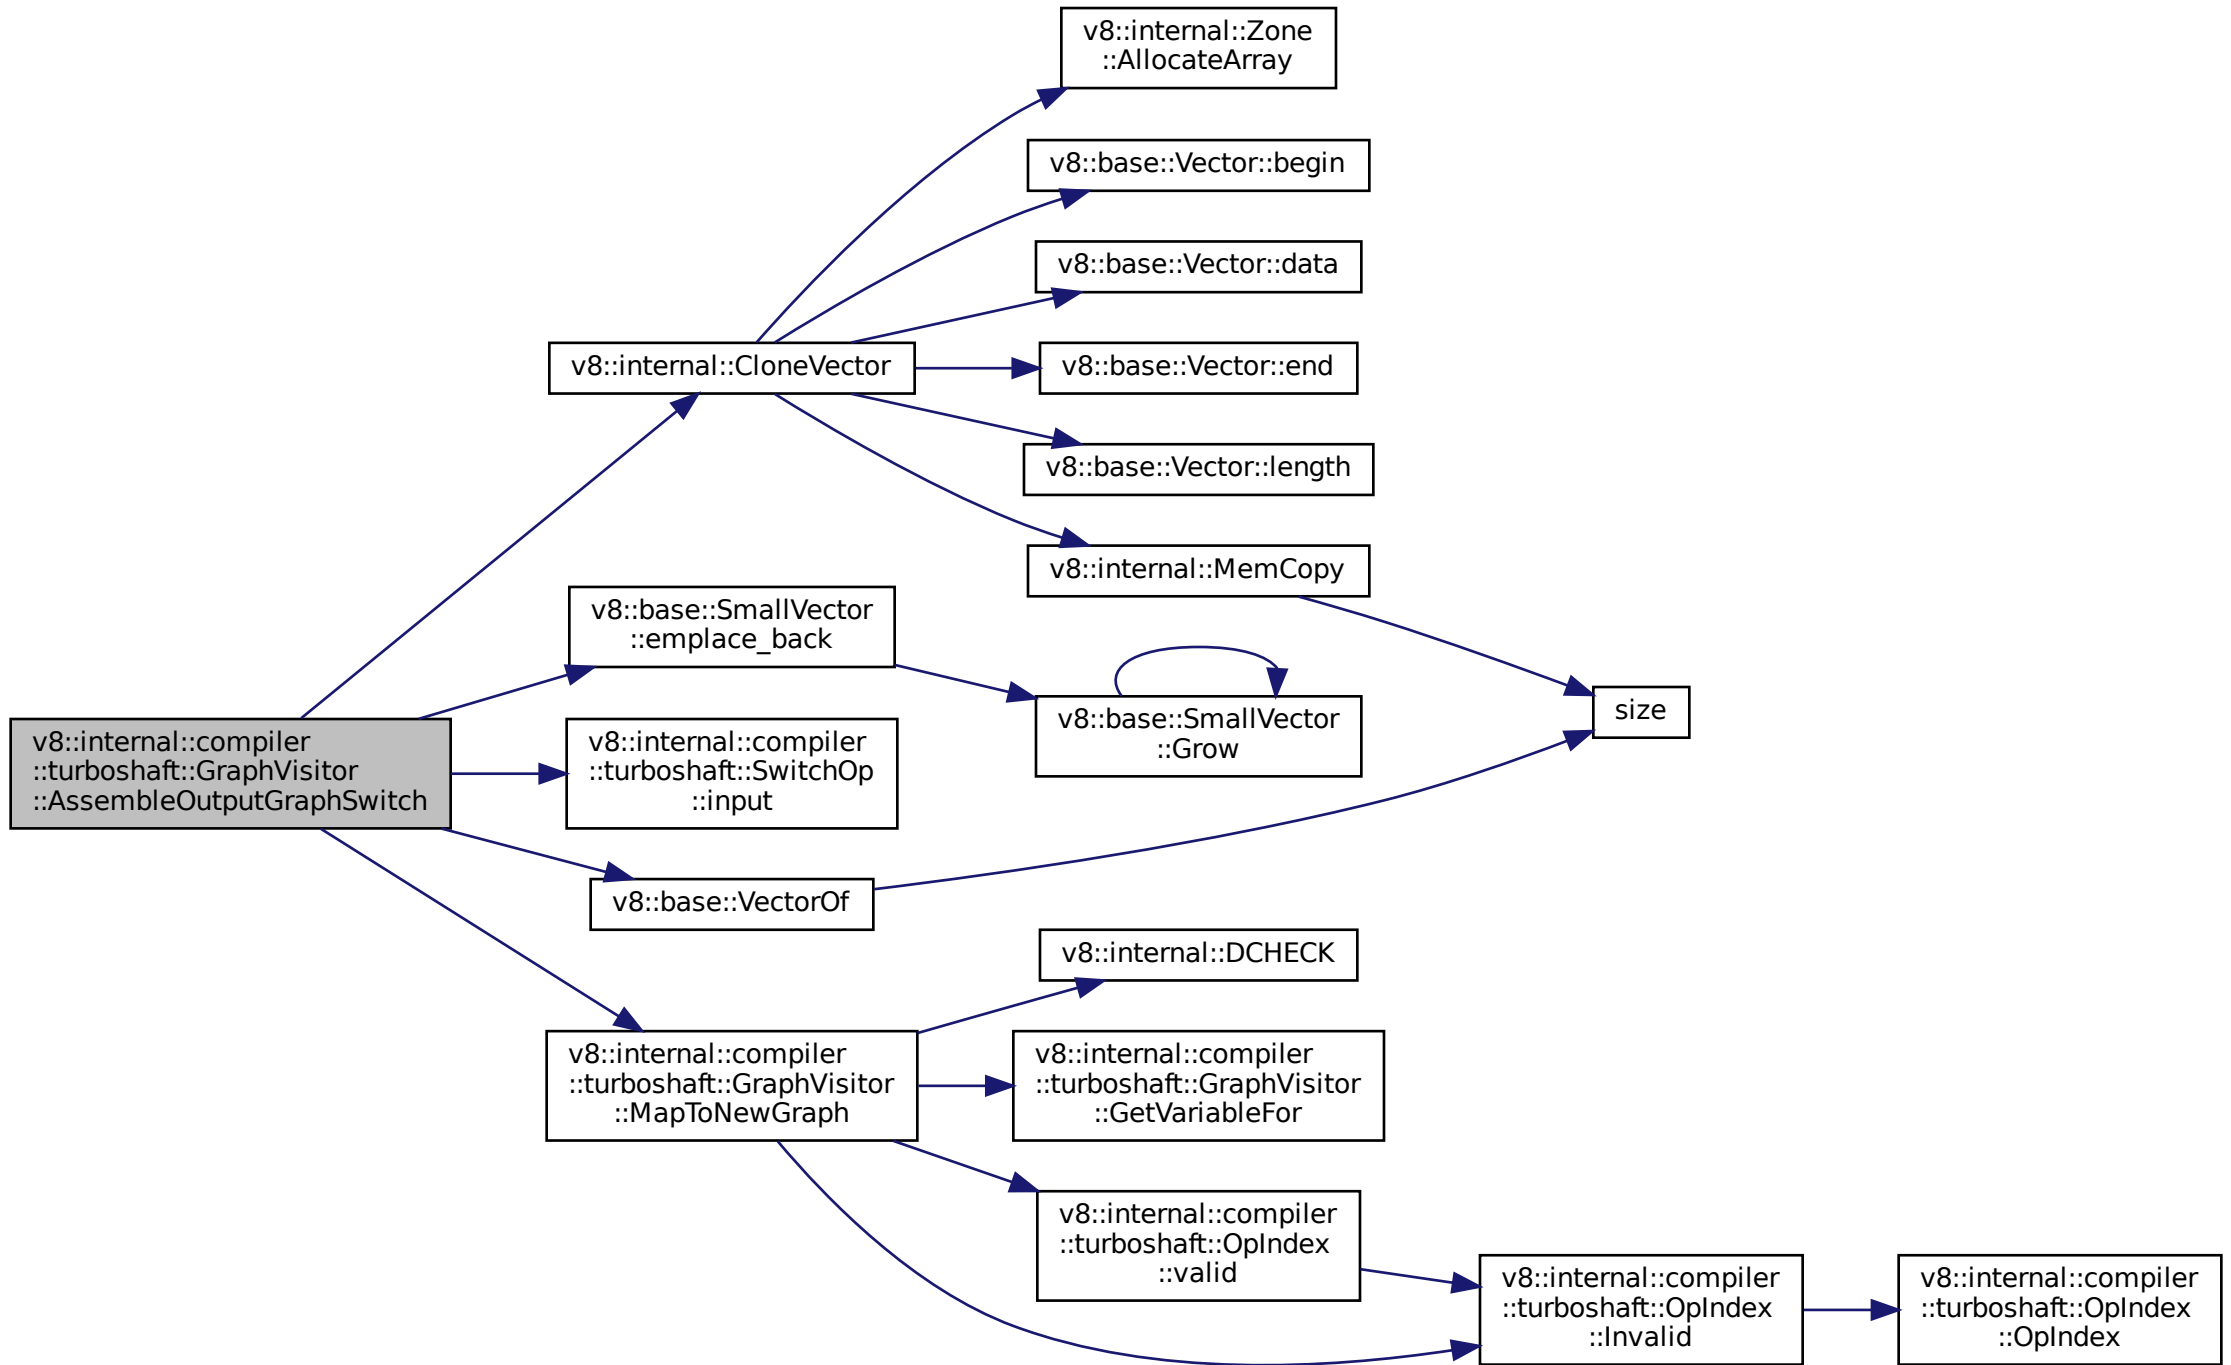 v8::internal::Zone
::AllocateArray
v8::base::Vector::begin
v8::base::Vector::data
v8::internal::CloneVector
v8::base::Vector::end
v8::base::Vector::length
v8::internal::MemCopy
v8::base::SmallVector
::emplace_back
size
v8::base::SmallVector
::Grow
v8::internal::compiler
::turboshaft::GraphVisitor
::AssembleOutputGraphSwitch
v8::internal::compiler
::turboshaft::SwitchOp
::input
v8::base::VectorOf
v8::internal::DCHECK
v8::internal::compiler
::turboshaft::GraphVisitor
::MapToNewGraph
v8::internal::compiler
::turboshaft::GraphVisitor
::GetVariableFor
v8::internal::compiler
::turboshaft::OpIndex
::valid
v8::internal::compiler
::turboshaft::OpIndex
::Invalid
v8::internal::compiler
::turboshaft::OpIndex
::OpIndex